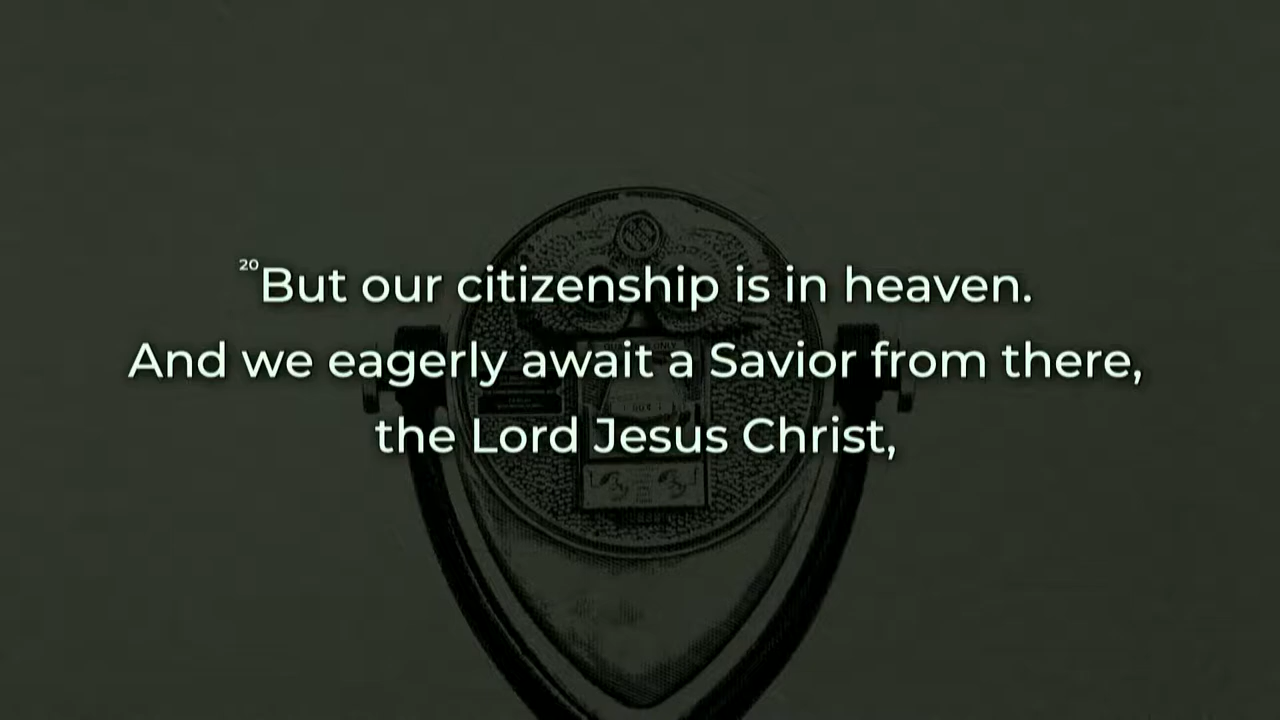 20But our citizenship is in heaven.
And we eagerly await a Savior from there,
the Lord Jesus Christ,